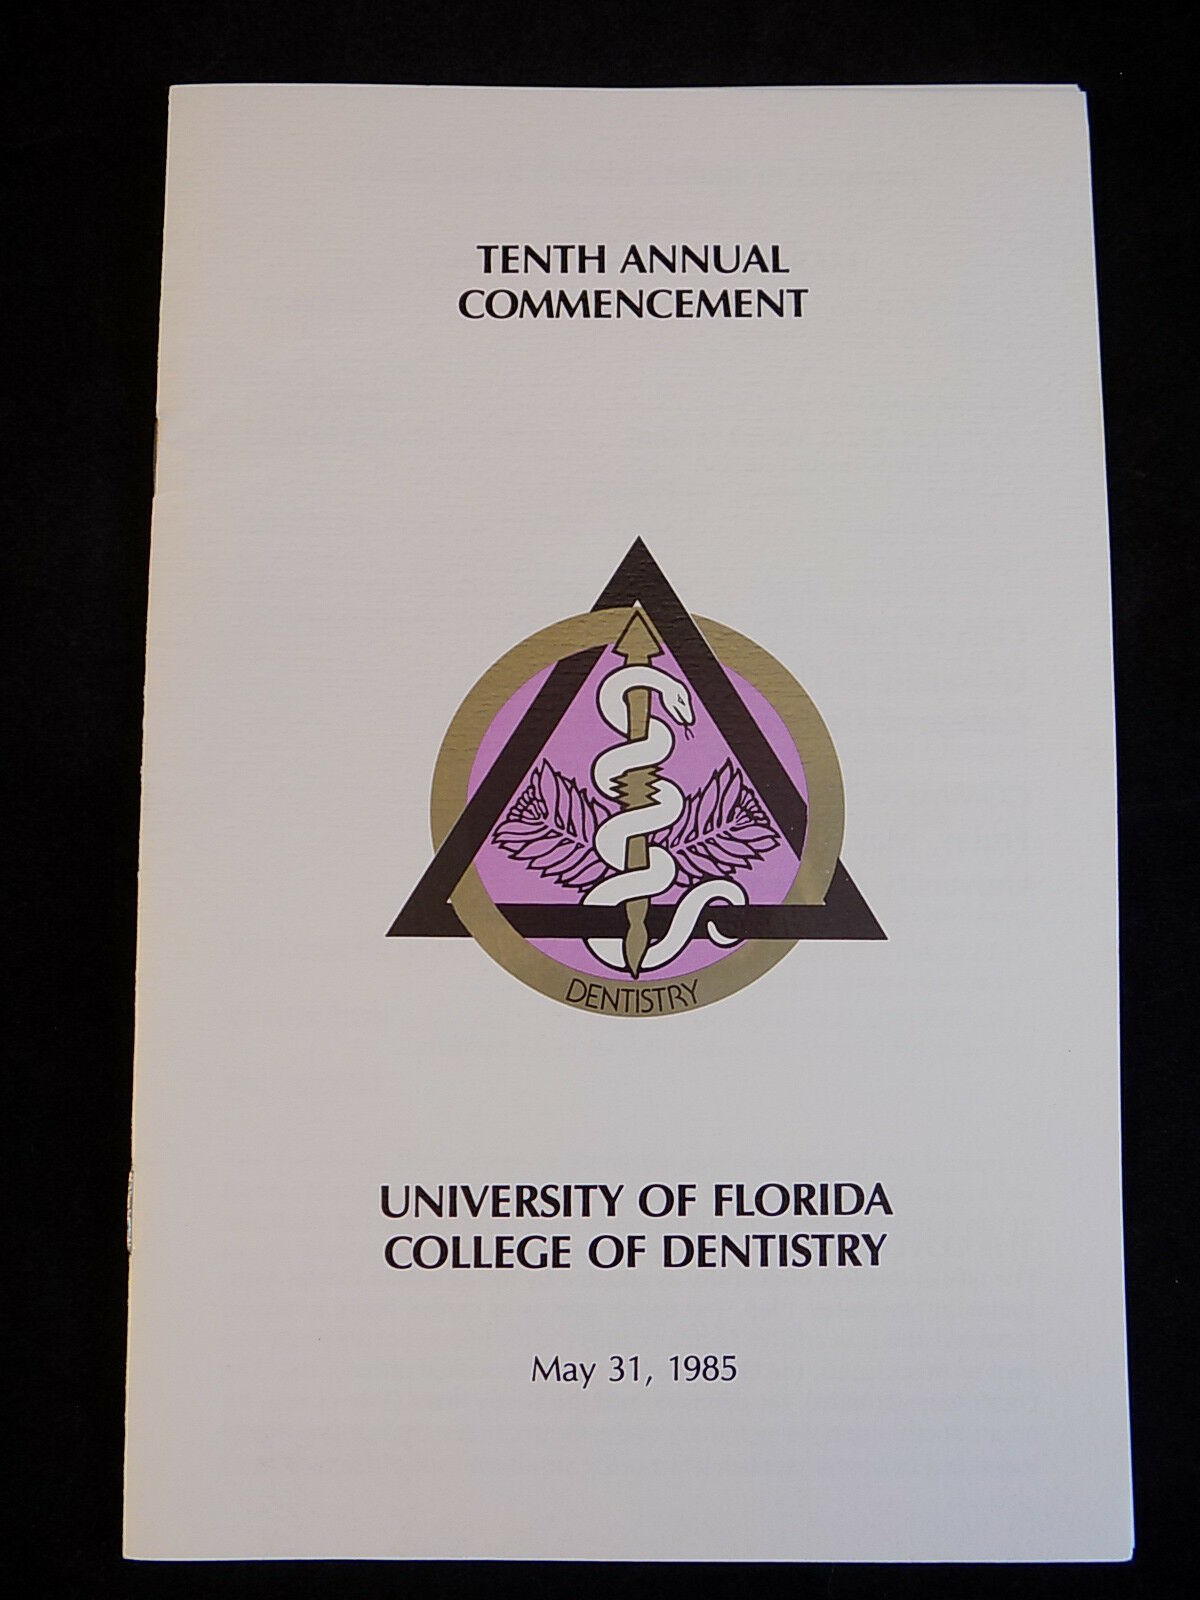 TENTH ANNUAL
COMMENCEMENT
DENTISTRY
UNIVERSITY OF FLORIDA
COLLEGE OF DENTISTRY
May 31, 1985